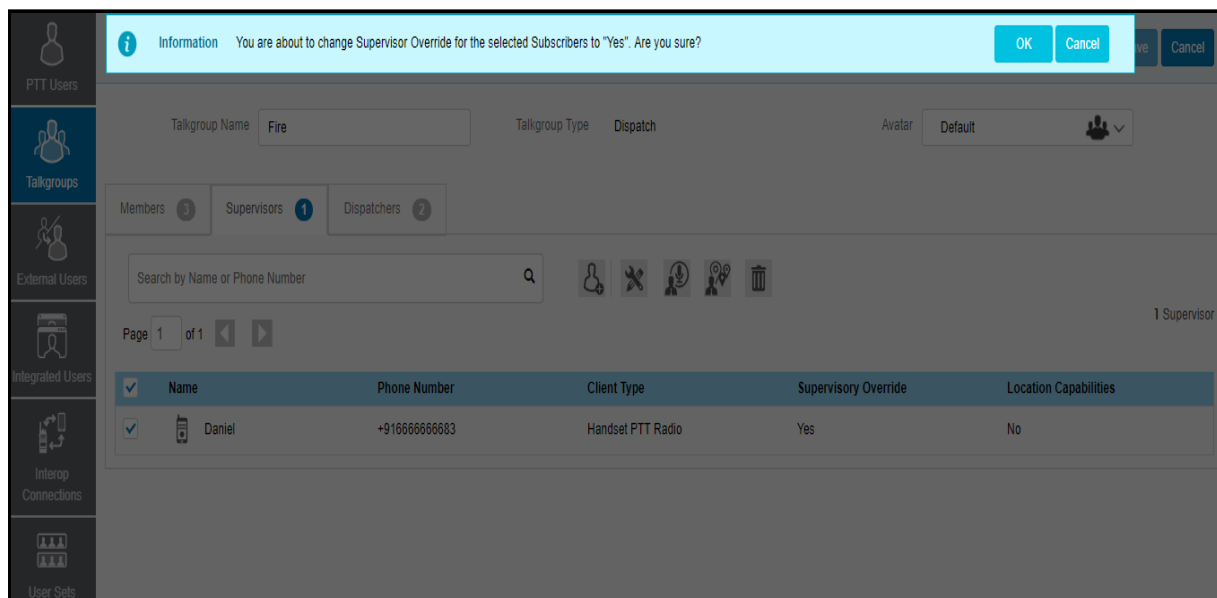 Information You are about to change Supervisor Override for the selected Subscribers to "Yes". Are you sure?
OK
Cancel
Cancel
PTT Users
Talkgroup Name Fire
Talkgroup Type Dispatch
Avatar Default
Talkgroups
Members 3
Supervisors 1
Dispatchers 2
External Users
Search by Name or Phone Number
1 Supervisor
Page 1 of 1
Integrated Users
Name Phone Number Client Type Supervisory Override Location Capabilities
Daniel +916666666683 Handset PTT Radio Yes No
Interop
Connections
User Sets